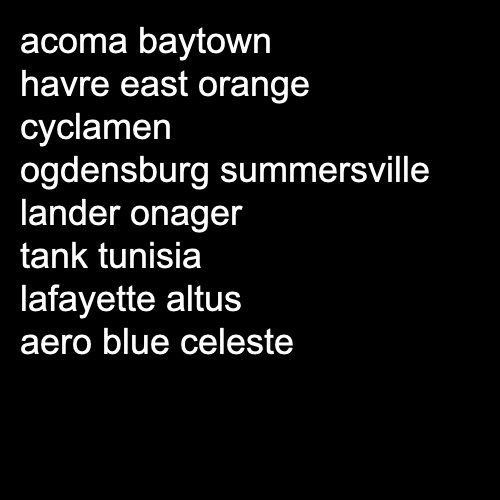 acoma baytown
havre east orange
cyclamen
ogdensburg summersville
lander onager
tank tunisia
lafayette altus
aero blue celeste